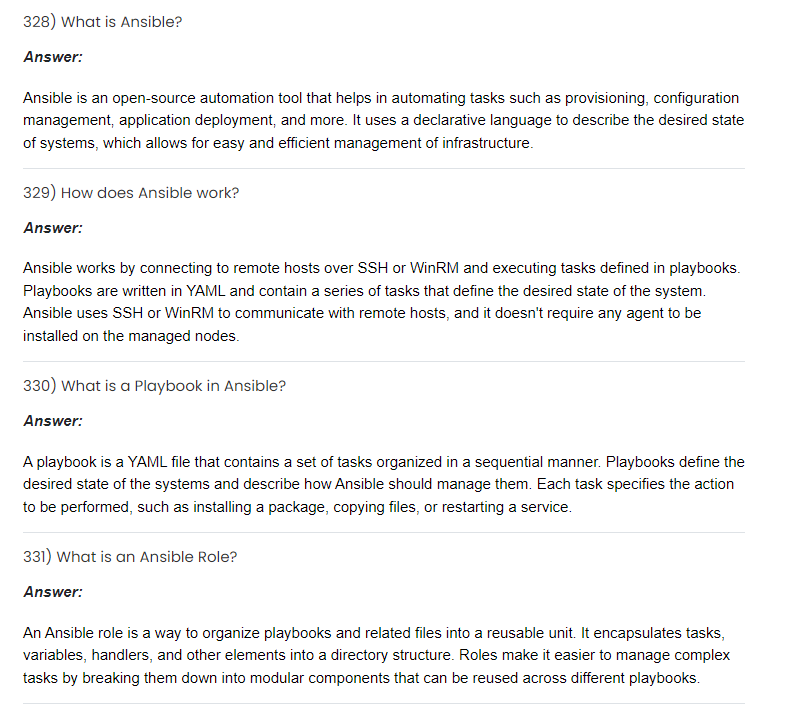 328) What is Ansible?
Answer:
Ansible is an open-source automation tool that helps in automating tasks such as provisioning, configuration
management, application deployment, and more. It uses a declarative language to describe the desired state
of systems, which allows for easy and efficient management of infrastructure.
329) How does Ansible work?
Answer:
Ansible works by connecting to remote hosts over SSH or WinRM and executing tasks defined in playbooks.
Playbooks are written in YAML and contain a series of tasks that define the desired state of the system.
Ansible uses SSH or WinRM to communicate with remote hosts, and it doesn't require any agent to be
installed on the managed nodes.
330) What is a Playbook in Ansible?
Answer:
A playbook is a YAML file that contains a set of tasks organized in a sequential manner. Playbooks define the
desired state of the systems and describe how Ansible should manage them. Each task specifies the action
to be performed, such as installing a package, copying files, or restarting a service.
331) What is an Ansible Role?
Answer:
An Ansible role is a way to organize playbooks and related files into a reusable unit. It encapsulates tasks,
variables, handlers, and other elements into a directory structure. Roles make it easier to manage complex
tasks by breaking them down into modular components that can be reused across different playbooks.